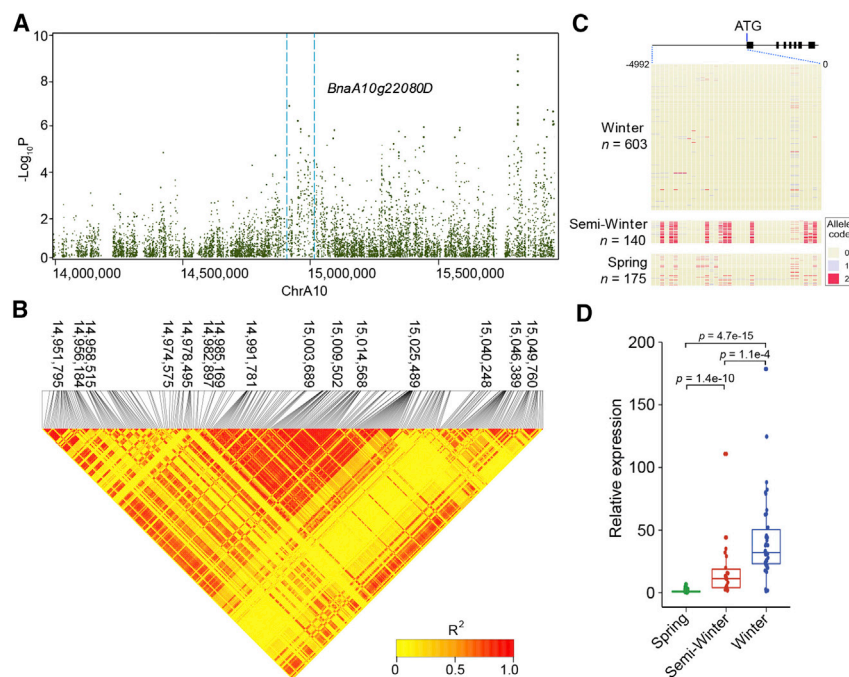 A
10
8
6
4
2
0
-Log10P
BnaA10g22080D
14,000,000
14,500,000
15,000,000
15,500,000
ChrA10
C
ATG
-4992
0
Winter
n = 603
Semi-Winter
n = 140
Spring
n = 175
Allele
code
0
1
2
B
14,951,795
14,956,184
14,958,515
14,974,575
14,978,495
14,982,897
14,985,169
14,991,781
15,003,689
15,009,502
15,014,568
15,025,489
15,040,248
15,046,389
15,049,760
R2
0
0.5
1.0
D
200
150
100
50
0
Relative expression
p = 4.7e-15
p = 1.1e-4
p = 1.4e-10
Spring
Semi-Winter
Winter